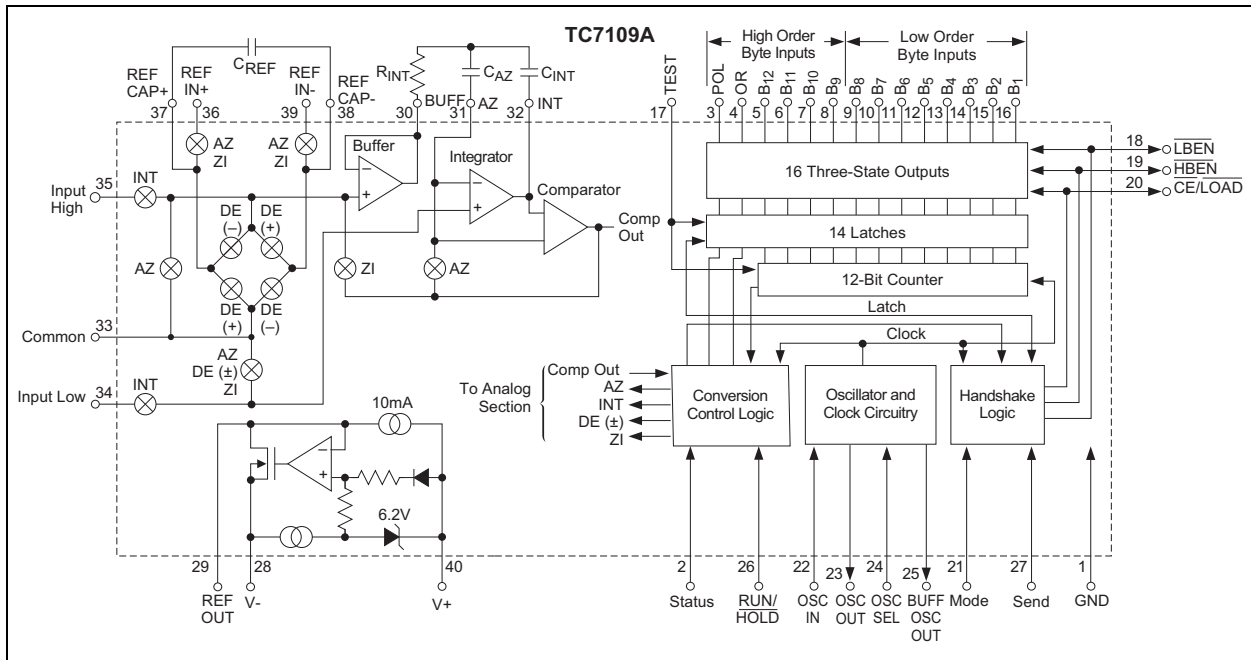 TC7109A
High Order
Byte Inputs
Low Order
Byte Inputs
CREF
RINT
CAZ
CINT
REF
CAP+
REF
IN+
REF
IN-
REF
CAP-
BUFF
AZ
INT
TEST
POL
OR
B12
B11
B10
B9
B8
B7
B6
B5
B4
B3
B2
B1
37
36
39
38
30
31
32
17
3
4
5
6
7
8
9
10
11
12
13
14
15
16
AZ
ZI
AZ
ZI
Buffer
Integrator
Comparator
Comp
Out
Input
High
35
INT
DE
(–)
DE
(+)
AZ
ZI
AZ
DE
(+)
DE
(–)
Common
33
AZ
DE (±)
ZI
Input Low
34
INT
16 Three-State Outputs
18
LBEN
19
HBEN
20
CE/LOAD
14 Latches
12-Bit Counter
Latch
Clock
To Analog
Section
Comp Out
AZ
INT
DE (±)
ZI
Conversion
Control Logic
Oscillator and
Clock Circuitry
Handshake
Logic
10mA
6.2V
–
+
–
+
–
+
29
28
40
2
26
22
23
24
25
21
27
1
REF
OUT
V-
V+
Status
RUN/
HOLD
OSC
IN
OSC
OUT
OSC
SEL
BUFF
OSC
OUT
Mode
Send
GND